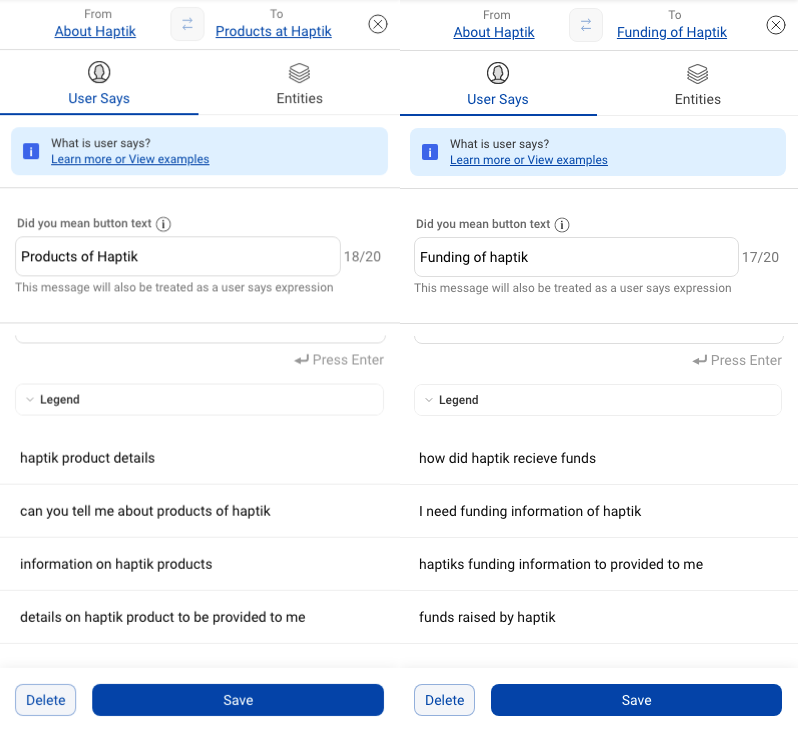 From
To
About Haptik
Products at Haptik
User Says
Entities
What is user says?
Learn more or View examples
Did you mean button text
Products of Haptik
18/20
This message will also be treated as a user says expression
Press Enter
Legend
haptik product details
can you tell me about products of haptik
information on haptik products
details on haptik product to be provided to me
Delete
Save
From
To
About Haptik
Funding of Haptik
User Says
Entities
What is user says?
Learn more or View examples
Did you mean button text
Funding of haptik
17/20
This message will also be treated as a user says expression
Press Enter
Legend
how did haptik recieve funds
I need funding information of haptik
haptiks funding information to provided to me
funds raised by haptik
Delete
Save